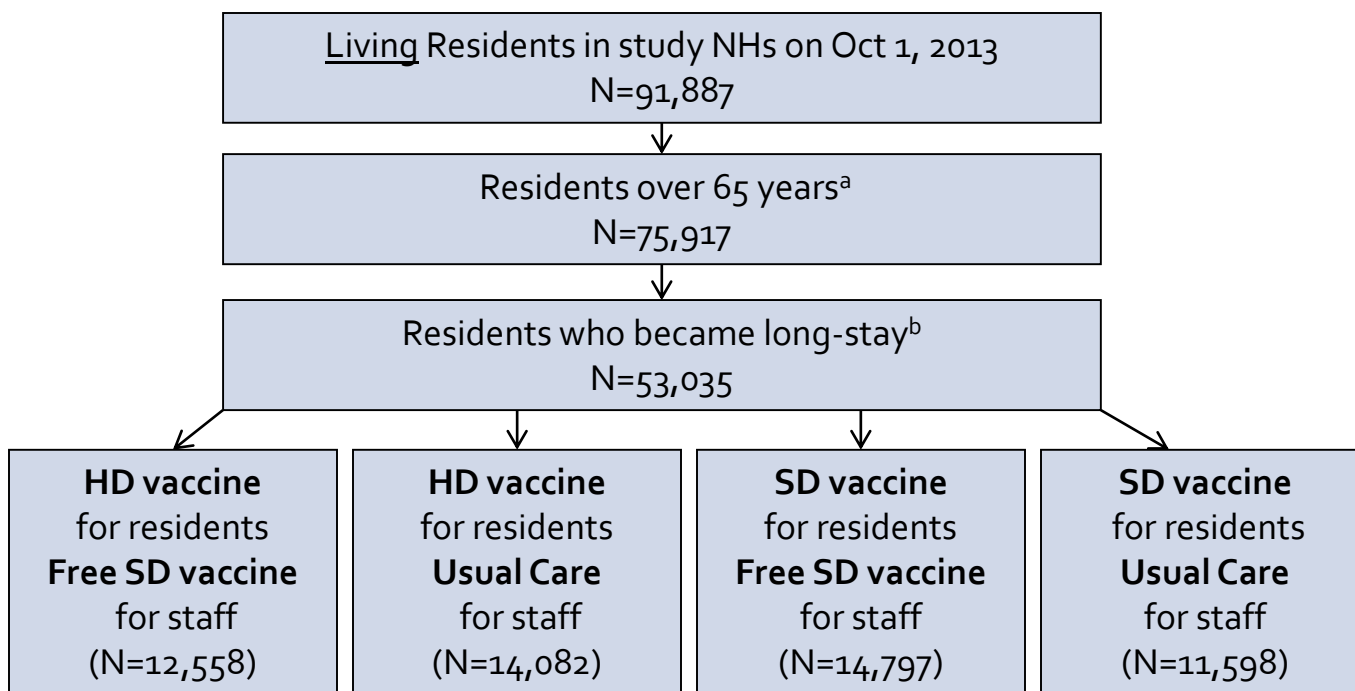 Living Residents in study NHs on Oct 1, 2013
N=91,887
Residents over 65 yearsᵃ
N=75,917
Residents who became long-stayᵇ
N=53,035
HD vaccine
for residents
Free SD vaccine
for staff
(N=12,558)
HD vaccine
for residents
Usual Care
for staff
(N=14,082)
SD vaccine
for residents
Free SD vaccine
for staff
(N=14,797)
SD vaccine
for residents
Usual Care
for staff
(N=11,598)